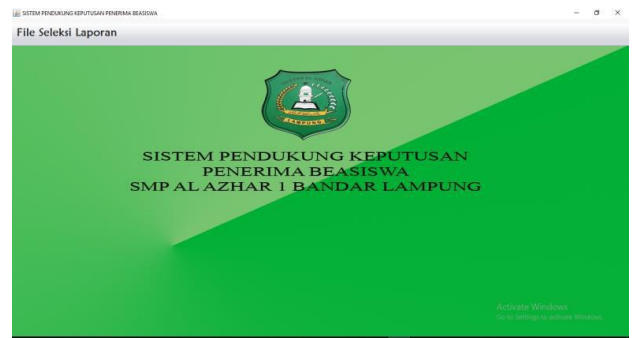 SISTEM PENDUKUNG KEPUTUSAN PENERIMA BEASISWA
File Seleksi Laporan
LAMPUNG
SISTEM PENDUKUNG KEPUTUSAN
PENERIMA BEASISWA
SMP AL AZHAR 1 BANDAR LAMPUNG
Activate Windows
Go to Settings to activate Windows.